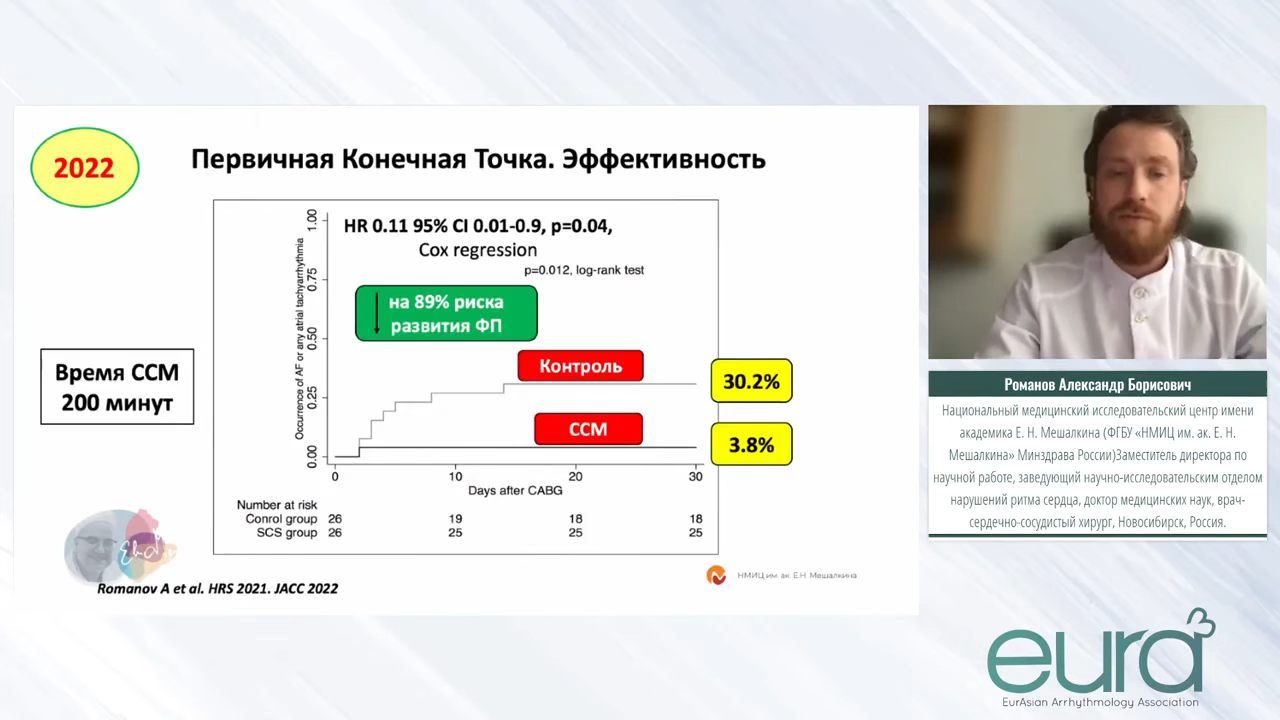 2022
Первичная Конечная Точка. Эффективность
HR 0.11 95% CI 0.01-0.9, p=0.04,
Cox regression
p=0.012, log-rank test
на 89% риска
развития ФП
Occurrence of AF or any atrial tachyarrhythmia
1.00
0.75
0.50
0.25
0.00
Контроль
ССМ
30.2%
3.8%
Время ССМ
200 минут
0 10 20 30
Days after CABG
Number at risk
Conrol group 26 19 18 18
SCS group 26 25 25 25
Romanov A et al. HRS 2021. JACC 2022
НМИЦ им. ак. Е.Н. Мешалкина
Романов Александр Борисович
Национальный медицинский исследовательский центр имени
академика Е. Н. Мешалкина (ФГБУ «НМИЦ им. ак. Е. Н.
Мешалкина» Минздрава России)Заместитель директора по
научной работе, заведующий научно-исследовательским отделом
нарушений ритма сердца, доктор медицинских наук, врач-
сердечно-сосудистый хирург, Новосибирск, Россия.
eura
EurAsian Arrhythmology Association